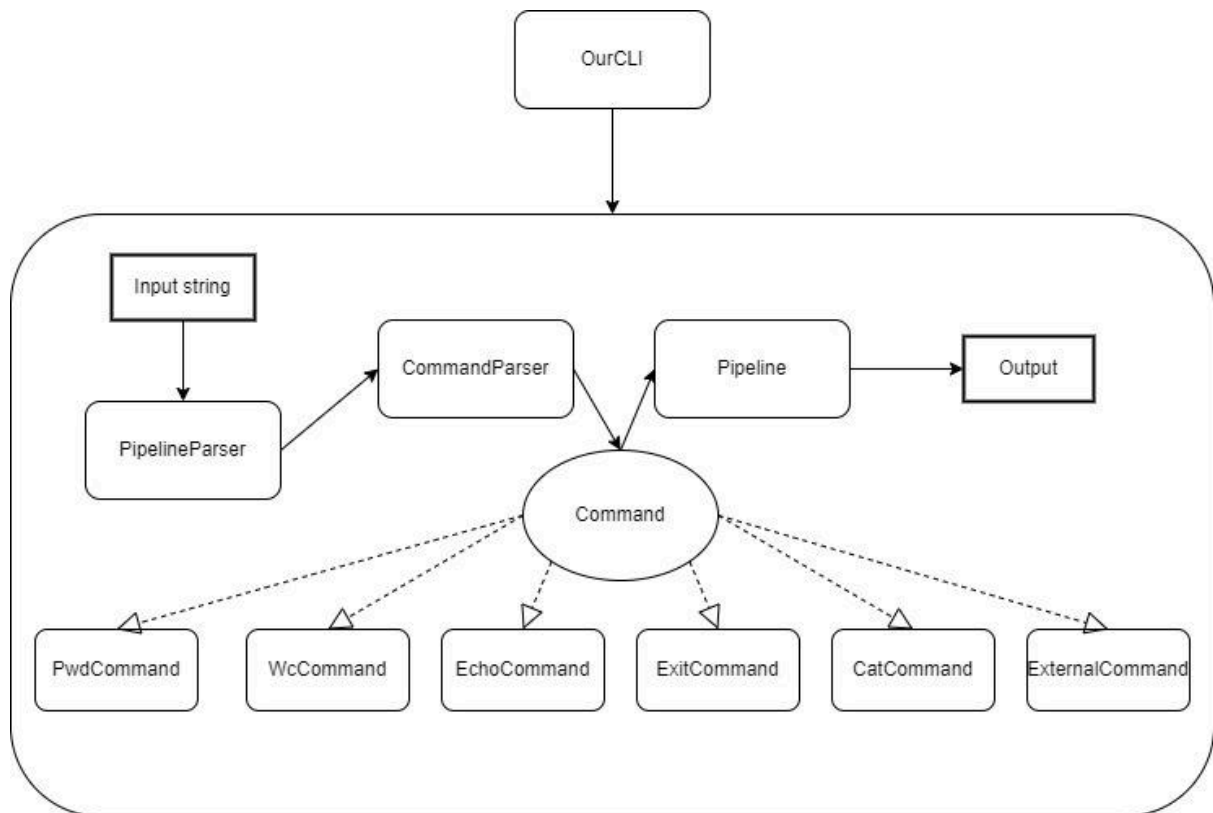 OurCLI
Input string
CommandParser
Pipeline
Output
PipelineParser
Command
PwdCommand
WcCommand
EchoCommand
ExitCommand
CatCommand
ExternalCommand